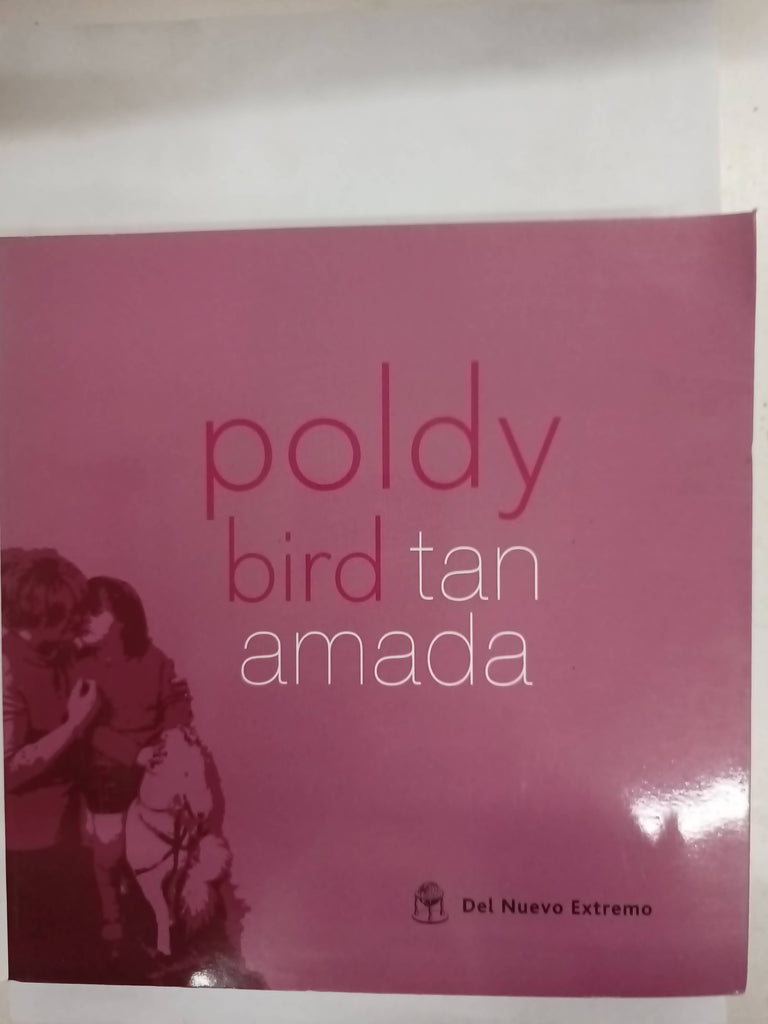 poldy
bird tan
amada
Del Nuevo Extremo